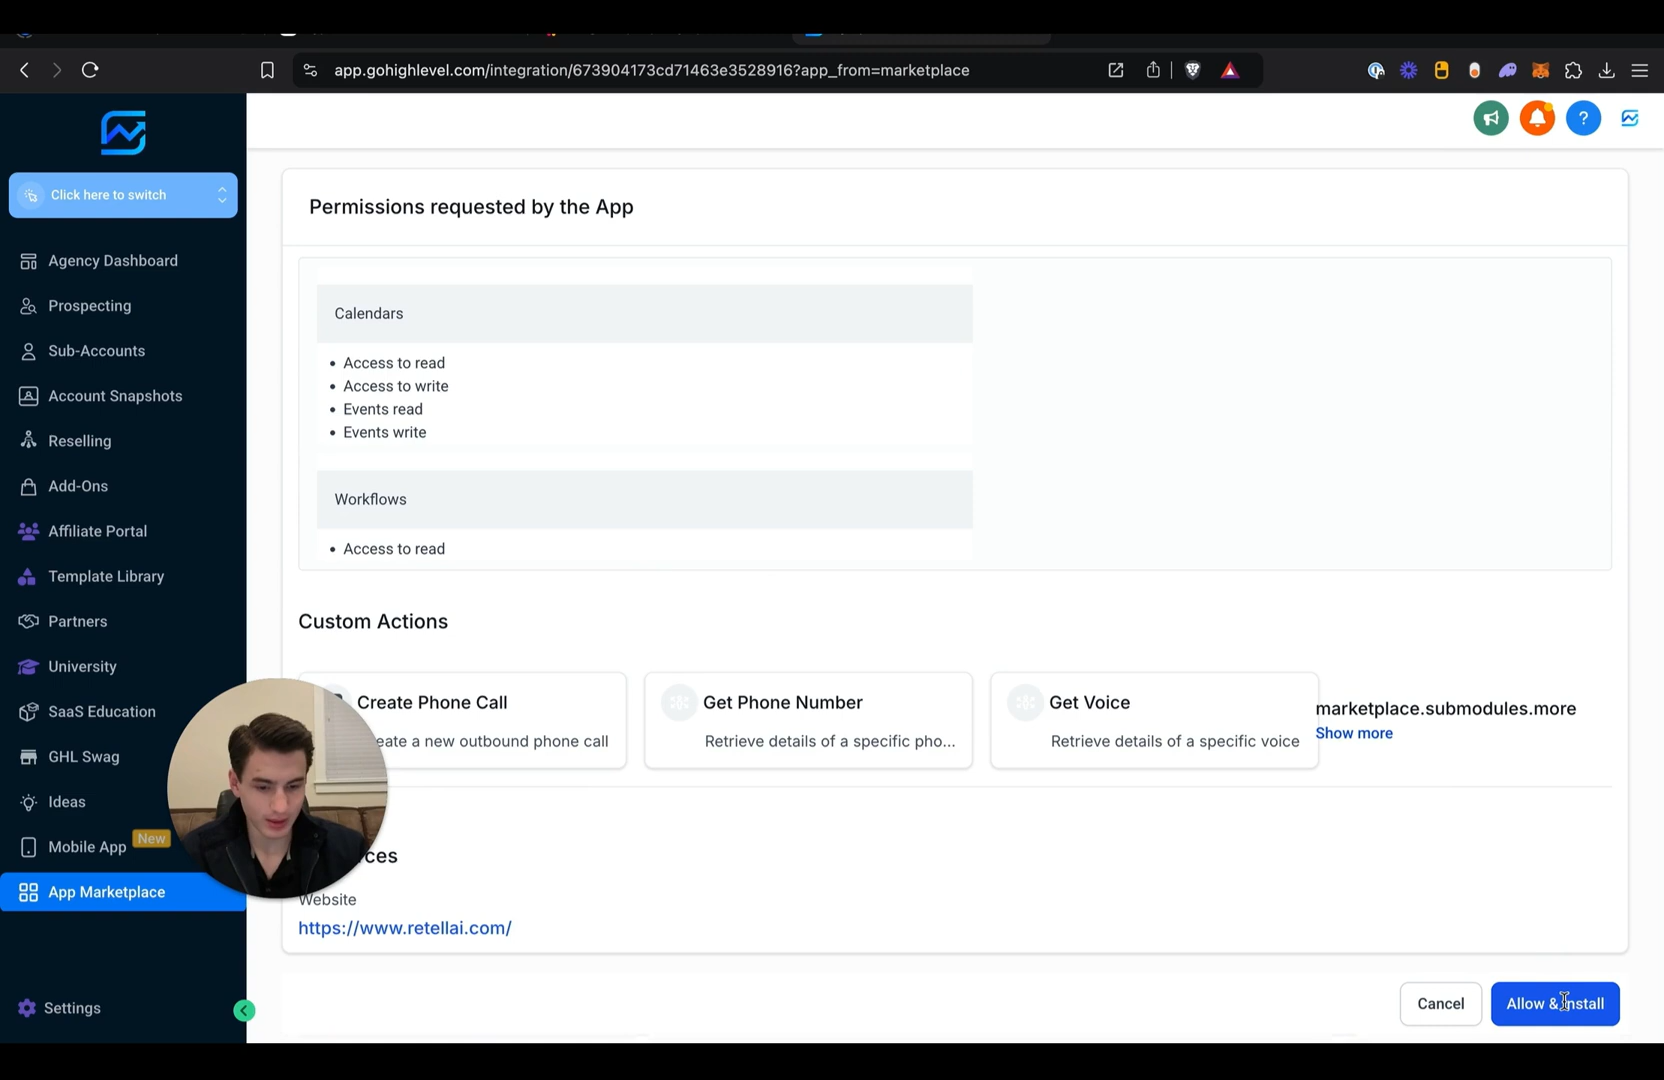 app.gohighlevel.com/integration/673904173cd71463e3528916?app_from=marketplace
Click here to switch
Agency Dashboard
Prospecting
Sub-Accounts
Account Snapshots
Reselling
Add-Ons
Affiliate Portal
Template Library
Partners
University
SaaS Education
GHL Swag
Ideas
Mobile App New
App Marketplace
Settings
Permissions requested by the App
Calendars
• Access to read
• Access to write
• Events read
• Events write
Workflows
• Access to read
Custom Actions
Create Phone Call
eate a new outbound phone call
Get Phone Number
Retrieve details of a specific pho...
Get Voice
Retrieve details of a specific voice
marketplace.submodules.more
Show more
ces
Website
https://www.retellai.com/
Cancel
Allow & Install